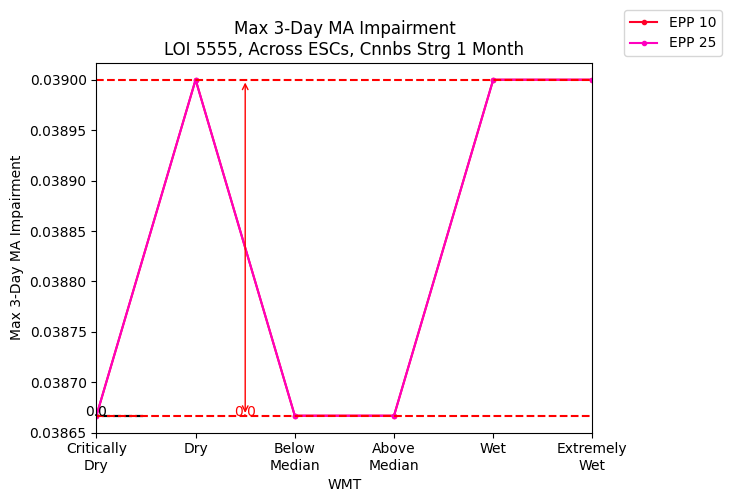 Max 3-Day MA Impairment
LOI 5555, Across ESCs, Cnnbs Strg 1 Month
EPP 10
EPP 25
Max 3-Day MA Impairment
0.03900
0.03895
0.03890
0.03885
0.03880
0.03875
0.03870
0.03865
0.0
0.0
Critically
Dry
Dry
Below
Median
Above
Median
Wet
Extremely
Wet
WMT